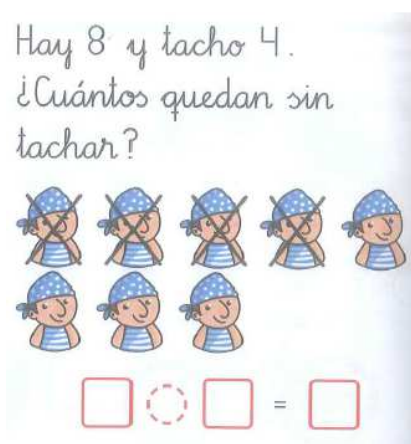 Hay 8 y tacho 4.
¿Cuántos quedan sin
tachar?
=